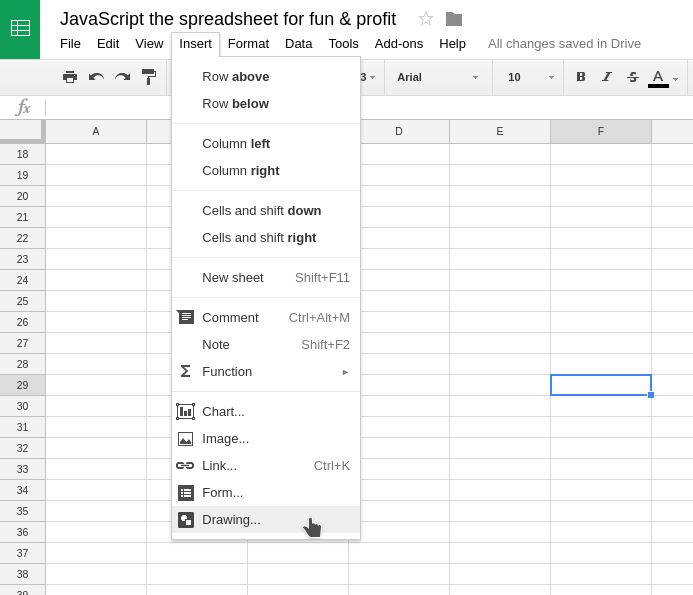 JavaScript the spreadsheet for fun & profit
File Edit View Insert Format Data Tools Add-ons Help All changes saved in Drive
3 Arial 10 B I S A
fx
A D E F
18
19
20
21
22
23
24
25
26
27
28
29
30
31
32
33
34
35
36
37
38
39
Row above
Row below
Column left
Column right
Cells and shift down
Cells and shift right
New sheet Shift+F11
Comment Ctrl+Alt+M
Note Shift+F2
Σ Function
Chart...
Image...
Link... Ctrl+K
Form...
Drawing...